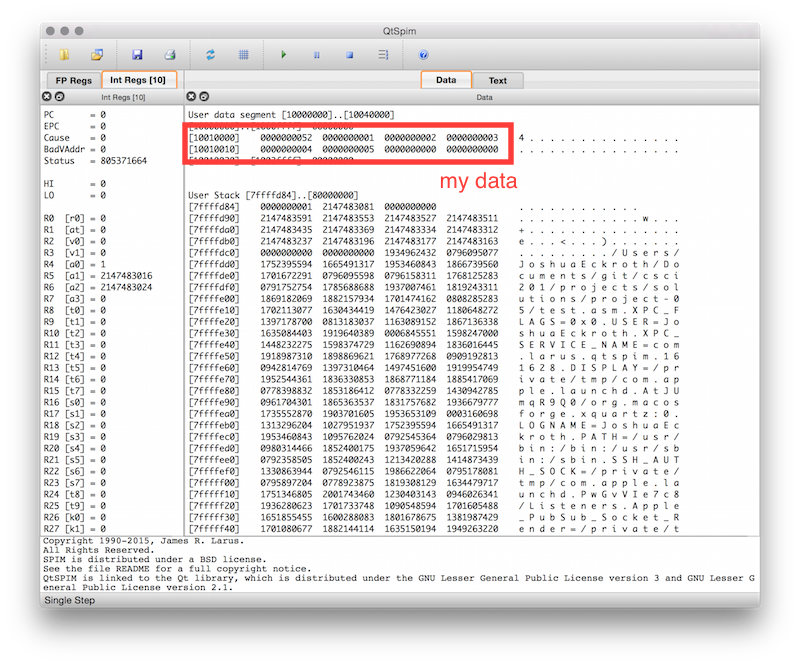 QtSpim
FP Regs
Int Regs [10]
Data
Text
Int Regs [10]
Data
PC = 0
EPC = 0
Cause = 0
BadVAddr = 0
Status = 805371664
HI = 0
LO = 0
R0 [r0] = 0
R1 [at] = 0
R2 [v0] = 0
R3 [v1] = 0
R4 [a0] = 1
R5 [a1] = 2147483016
R6 [a2] = 2147483024
R7 [a3] = 0
R8 [t0] = 0
R9 [t1] = 0
R10 [t2] = 0
R11 [t3] = 0
R12 [t4] = 0
R13 [t5] = 0
R14 [t6] = 0
R15 [t7] = 0
R16 [s0] = 0
R17 [s1] = 0
R18 [s2] = 0
R19 [s3] = 0
R20 [s4] = 0
R21 [s5] = 0
R22 [s6] = 0
R23 [s7] = 0
R24 [t8] = 0
R25 [t9] = 0
R26 [k0] = 0
R27 [k1] = 0
User data segment [10000000]..[10040000]
[10010000] 0000000052 0000000001 0000000002 0000000003 4 . . . . . . . . . . . . . . .
[10010010] 0000000004 0000000005 0000000000 0000000000 . . . . . . . . . . . . . . . .
my data
User Stack [7ffffd84]..[80000000]
[7ffffd84] 0000000001 2147483081 0000000000 . . . . . . . . . . . .
[7ffffd90] 2147483591 2147483553 2147483527 2147483511 . . . . . . . . . . . . w . . .
[7ffffda0] 2147483435 2147483369 2147483334 2147483312 + . . . . . . . . . . . . . . .
[7ffffdb0] 2147483237 2147483196 2147483177 2147483163 e . . . < . . . ) . . . . . . .
[7ffffdc0] 0000000000 0000000000 1934962432 0796095077 . . . . . . . . . / U s e r s /
[7ffffdd0] 1752395594 1665491317 1953460843 1866739560 J o s h u a E c k r o t h / D o
[7ffffde0] 1701672291 0796095598 0796158311 1768125283 c u m e n t s / g i t / c s c i
[7ffffdf0] 0791752754 1785688688 1937007461 1819243311 2 0 1 / p r o j e c t s / s o l
[7ffffe00] 1869182069 1882157934 1701474162 0808285283 u t i o n s / p r o j e c t - 0
[7ffffe10] 1702113077 1630434419 1476423027 1180648272 5 / t e s t . a s m . X P C _ F
[7ffffe20] 1397178700 0813183037 1163089152 1867136338 L A G S = 0 x 0 . U S E R = J o
[7ffffe30] 1635084403 1919640389 0006845551 1598247000 s h u a E c k r o t h . X P C _
[7ffffe40] 1448232275 1598374729 1162690894 1836016445 S E R V I C E _ N A M E = c o m
[7ffffe50] 1918987310 1898869621 1768977268 0909192813 . l a r u s . q t s p i m . 1 6
[7ffffe60] 0942814769 1397310464 1497451600 1919954749 1 6 2 8 . D I S P L A Y = / p r
[7ffffe70] 1952544361 1836330853 1868771184 1885417069 i v a t e / t m p / c o m . a p
[7ffffe80] 0778398832 1853186412 0778332259 1430942785 p l e . l a u n c h d . A t J U
[7ffffe90] 0961704301 1865363537 1831757682 1936679777 m q R 9 Q 0 / o r g . m a c o s
[7ffffea0] 1735552870 1903701605 1953653109 0003160698 f o r g e . x q u a r t z : 0 .
[7ffffeb0] 1313296204 1027951937 1752395594 1665491317 L O G N A M E = J o s h u a E c
[7ffffec0] 1953460843 1095762024 0792545364 0796029813 k r o t h . P A T H = / u s r /
[7ffffed0] 0980314466 1852400175 1937059642 1651715954 b i n : / b i n : / u s r / s b
[7ffffee0] 0792358505 1852400243 1213420288 1414873439 i n : / s b i n . S S H _ A U T
[7ffffef0] 1330863944 0792546115 1986622064 0795178081 H _ S O C K = / p r i v a t e /
[7fffff00] 0795897204 0778923875 1819308129 1634479717 t m p / c o m . a p p l e . l a
[7fffff10] 1751346805 2001743460 1230403143 0946026341 u n c h d . P w G v V I e 7 c 8
[7fffff20] 1936280623 1701733748 1090548594 1701605488 / L i s t e n e r s . A p p l e
[7fffff30] 1651855455 1600288083 1801678675 1381987429 _ P u b S u b _ S o c k e t _ R
[7fffff40] 1701080677 1882144114 1635150194 1949263220 e n d e r = / p r i v a t e / t
Copyright 1990-2015, James R. Larus.
All Rights Reserved.
SPIM is distributed under a BSD license.
See the file README for a full copyright notice.
QtSPIM is linked to the Qt library, which is distributed under the GNU Lesser General Public License version 3 and GNU Lesser G
eneral Public License version 2.1.
Single Step